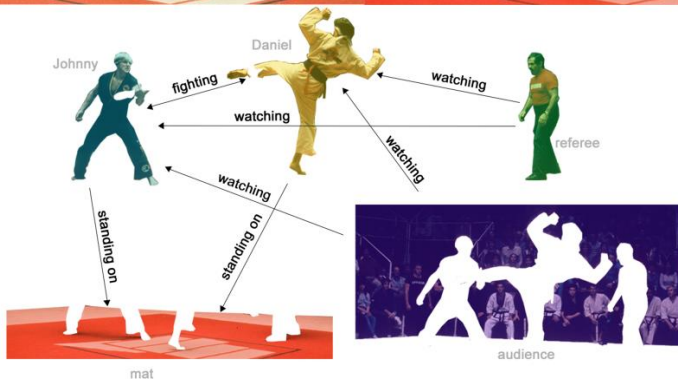 Daniel
Johnny
fighting
watching
watching
watching
referee
watching
standing on
standing on
audience
mat